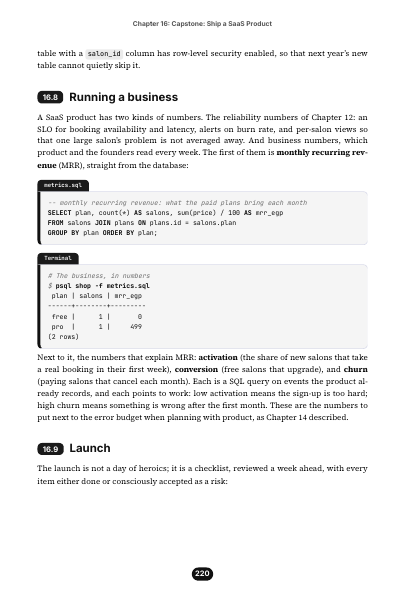 Chapter 16: Capstone: Ship a SaaS Product
table with a salon_id column has row-level security enabled, so that next year's new
table cannot quietly skip it.
16.8 Running a business
A SaaS product has two kinds of numbers. The reliability numbers of Chapter 12: an
SLO for booking availability and latency, alerts on burn rate, and per-salon views so
that one large salon's problem is not averaged away. And business numbers, which
product and the founders read every week. The first of them is monthly recurring rev-
enue (MRR), straight from the database:
metrics.sql
-- monthly recurring revenue: what the paid plans bring each month
SELECT plan, count(*) AS salons, sum(price) / 100 AS mrr_egp
FROM salons JOIN plans ON plans.id = salons.plan
GROUP BY plan ORDER BY plan;
Terminal
# The business, in numbers
$ psql shop -f metrics.sql
 plan | salons | mrr_egp
------+--------+---------
 free |      1 |       0
 pro  |      1 |     499
(2 rows)
Next to it, the numbers that explain MRR: activation (the share of new salons that take
a real booking in their first week), conversion (free salons that upgrade), and churn
(paying salons that cancel each month). Each is a SQL query on events the product al-
ready records, and each points to work: low activation means the sign-up is too hard;
high churn means something is wrong after the first month. These are the numbers to
put next to the error budget when planning with product, as Chapter 14 described.
16.9 Launch
The launch is not a day of heroics; it is a checklist, reviewed a week ahead, with every
item either done or consciously accepted as a risk:
220